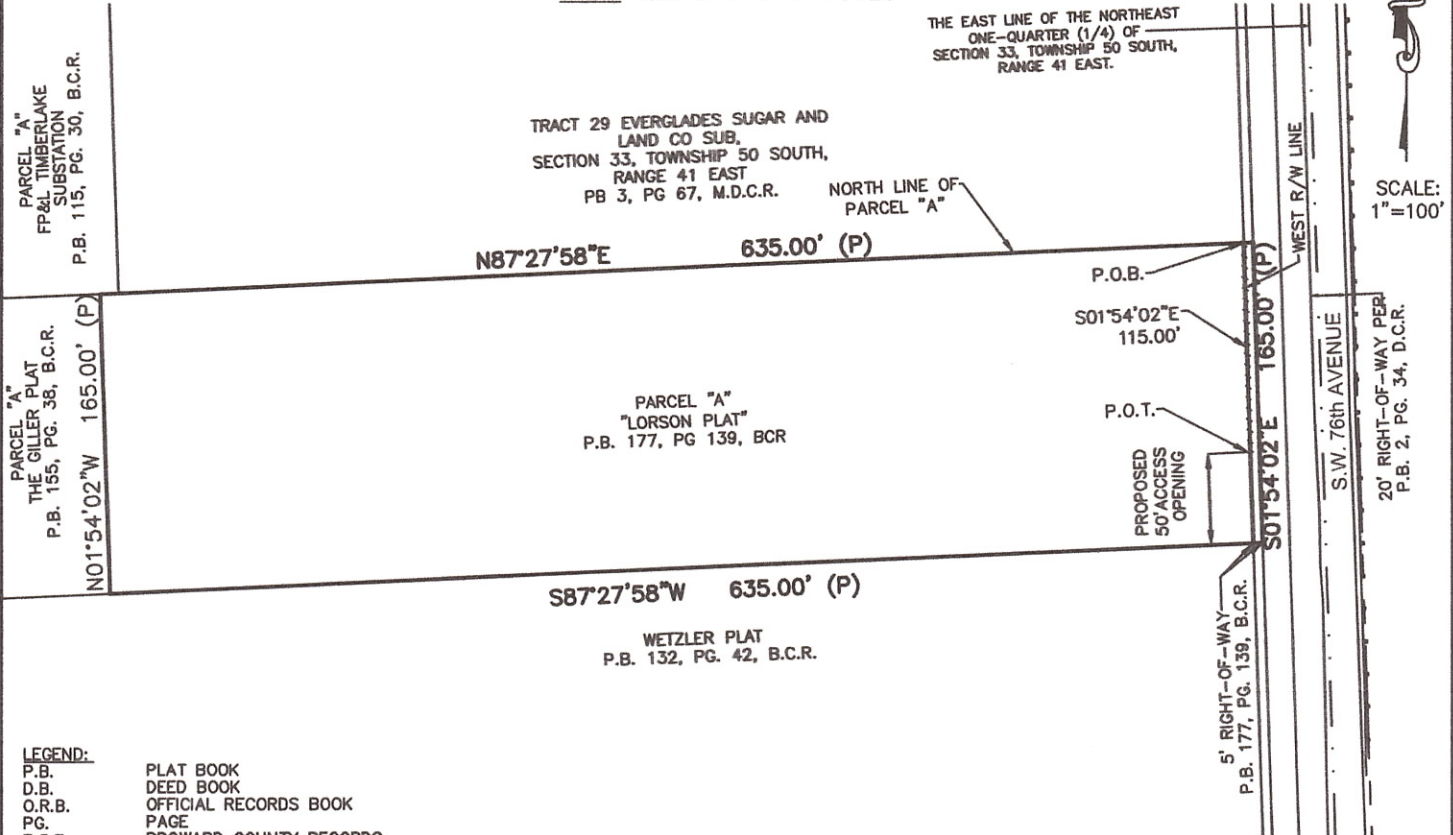 THE EAST LINE OF THE NORTHEAST
ONE-QUARTER (1/4) OF
SECTION 33, TOWNSHIP 50 SOUTH,
RANGE 41 EAST.
PARCEL "A"
FP&L TIMBERLAKE
SUBSTATION
P.B. 115, PG. 30, B.C.R.
TRACT 29 EVERGLADES SUGAR AND
LAND CO SUB.
SECTION 33, TOWNSHIP 50 SOUTH,
RANGE 41 EAST
PB 3, PG 67, M.D.C.R.
NORTH LINE OF
PARCEL "A"
WEST R/W LINE
SCALE:
1"=100'
N87°27'58"E 635.00' (P)
P.O.B.
S01°54'02"E
115.00'
S01°54'02"E 165.00' (P)
S.W. 76th AVENUE
20' RIGHT-OF-WAY PER
P.B. 2, PG. 34, D.C.R.
PARCEL "A"
THE GILLER PLAT
P.B. 155, PG. 38, B.C.R.
N01°54'02"W 165.00' (P)
PARCEL "A"
"LORSON PLAT"
P.B. 177, PG 139, BCR
P.O.T.
PROPOSED
50'ACCESS
OPENING
S87°27'58"W 635.00' (P)
WETZLER PLAT
P.B. 132, PG. 42, B.C.R.
5' RIGHT-OF-WAY
P.B. 177, PG. 139, B.C.R.
LEGEND:
P.B. PLAT BOOK
D.B. DEED BOOK
O.R.B. OFFICIAL RECORDS BOOK
PG. PAGE
BROWARD COUNTY RECORDS